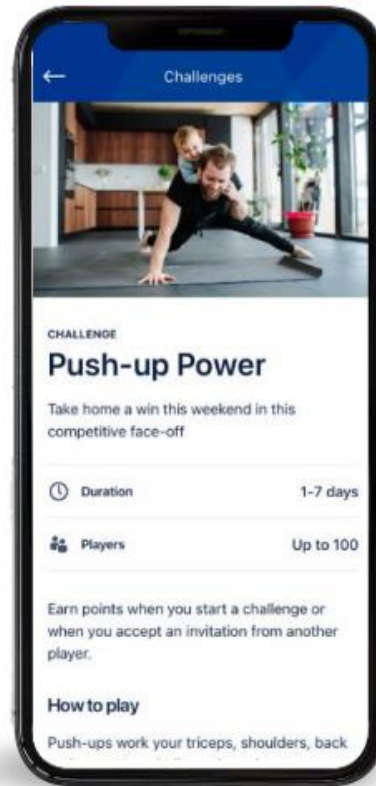 Challenges
CHALLENGE
Push-up Power
Take home a win this weekend in this
competitive face-off
Duration 1-7 days
Players Up to 100
Earn points when you start a challenge or
when you accept an invitation from another
player.
How to play
Push-ups work your triceps, shoulders, back